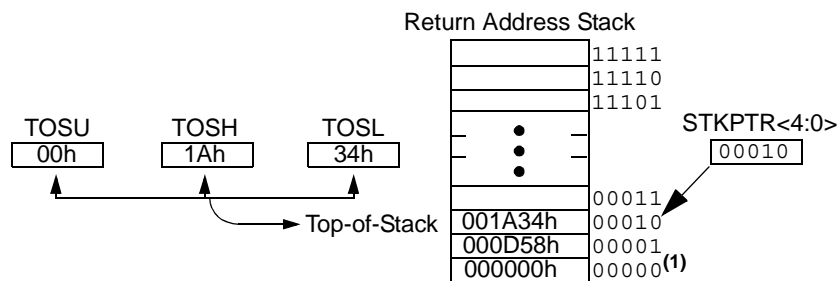 Return Address Stack
11111
11110
11101
TOSU TOSH TOSL
STKPTR<4:0>
00h 1Ah 34h
00010
00011
Top-of-Stack 001A34h 00010
000D58h 00001
000000h 00000(1)